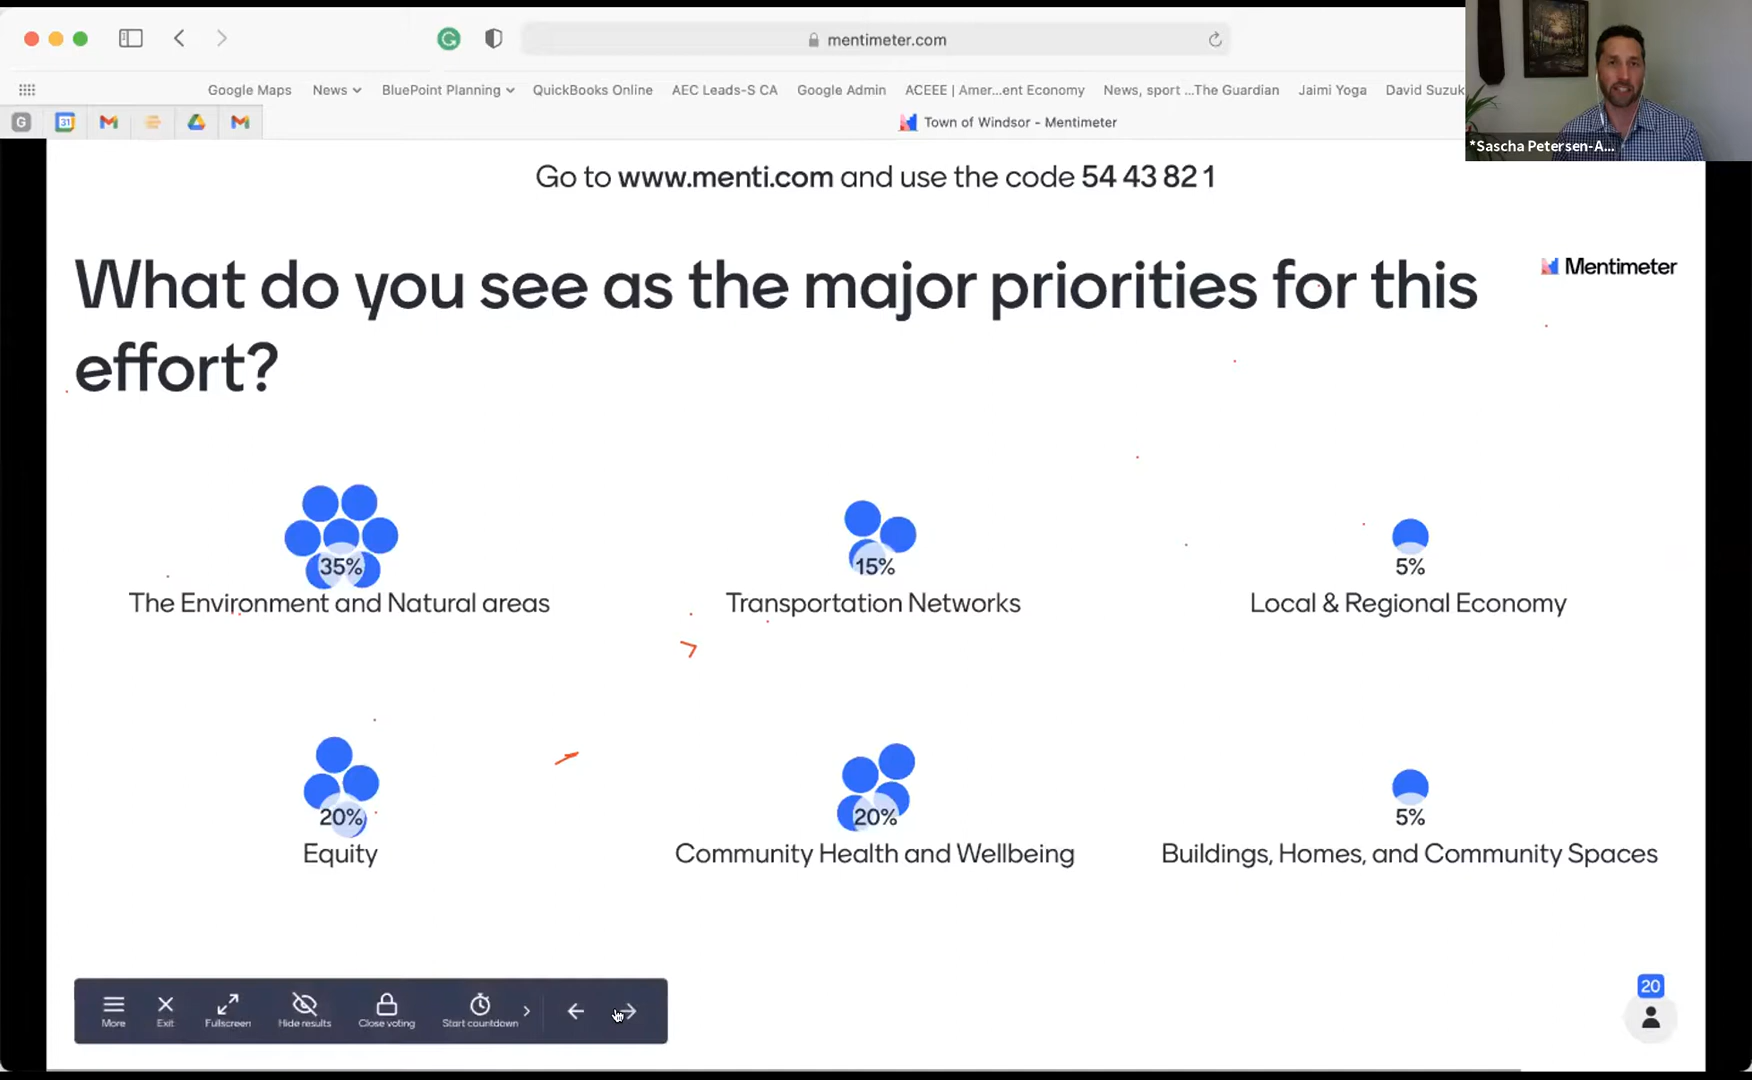 mentimeter.com
Google Maps
News
BluePoint Planning
QuickBooks Online
AEC Leads-S CA
Google Admin
ACEEE | Amer...ent Economy
News, sport ...The Guardian
Jaimi Yoga
David Suzuk
G
31
Town of Windsor - Mentimeter
*Sascha Petersen-A...
Go to www.menti.com and use the code 54 43 82 1
What do you see as the major priorities for this
effort?
Mentimeter
35%
The Environment and Natural areas
15%
Transportation Networks
5%
Local & Regional Economy
20%
Equity
20%
Community Health and Wellbeing
5%
Buildings, Homes, and Community Spaces
More
Exit
Fullscreen
Hide results
Close voting
Start countdown
20